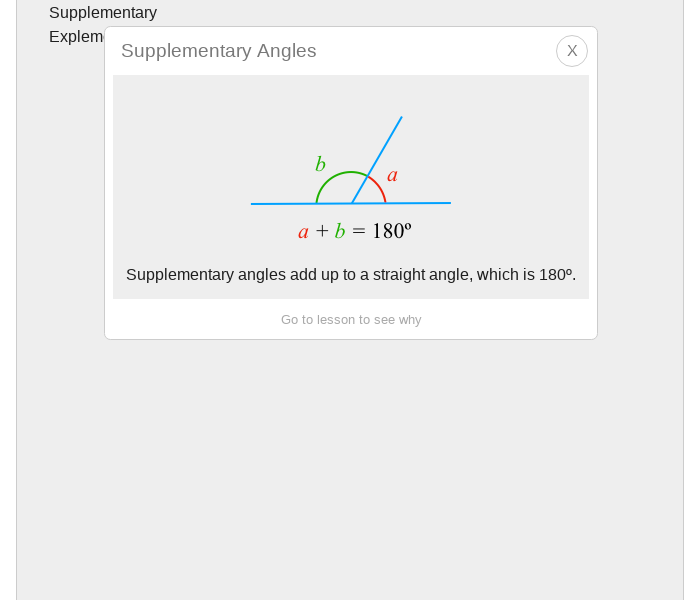 Supplementary
Explem
Supplementary Angles
X
b
a
a + b = 180º
Supplementary angles add up to a straight angle, which is 180º.
Go to lesson to see why